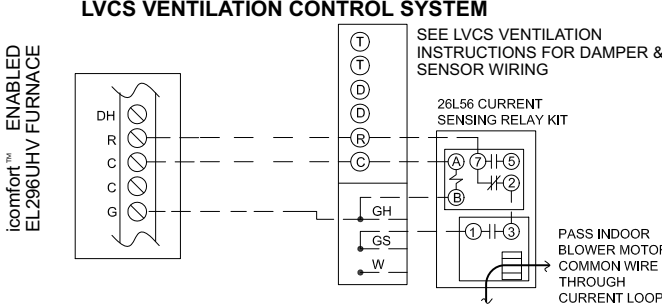 LVCS VENTILATION CONTROL SYSTEM
icomfort™ ENABLED
EL296UHV FURNACE
DH
R
C
C
G
T
T
D
D
R
C
GH
GS
W
SEE LVCS VENTILATION
INSTRUCTIONS FOR DAMPER &
SENSOR WIRING
26L56 CURRENT
SENSING RELAY KIT
A
7
5
2
B
1
3
PASS INDOOR
BLOWER MOTOR
COMMON WIRE
THROUGH
CURRENT LOOP